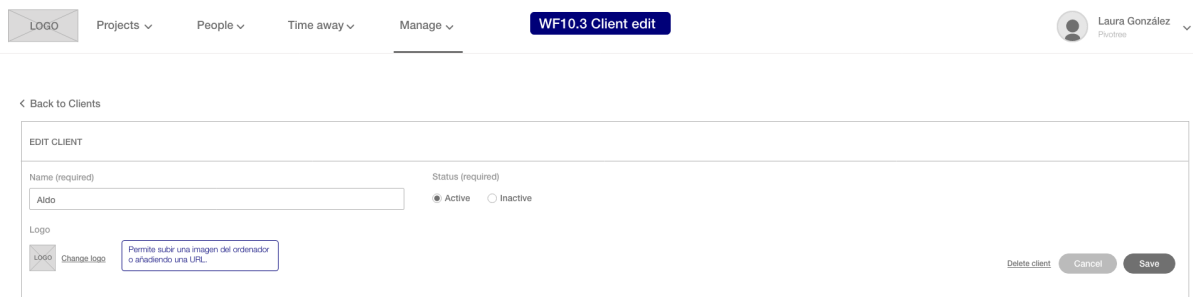 LOGO
Projects
People
Time away
Manage
WF10.3 Client edit
Laura González
Pivotree
Back to Clients
EDIT CLIENT
Name (required)
Status (required)
Aldo
Active
Inactive
Logo
LOGO
Change logo
Permite subir una imagen del ordenador
o añadiendo una URL.
Delete client
Cancel
Save